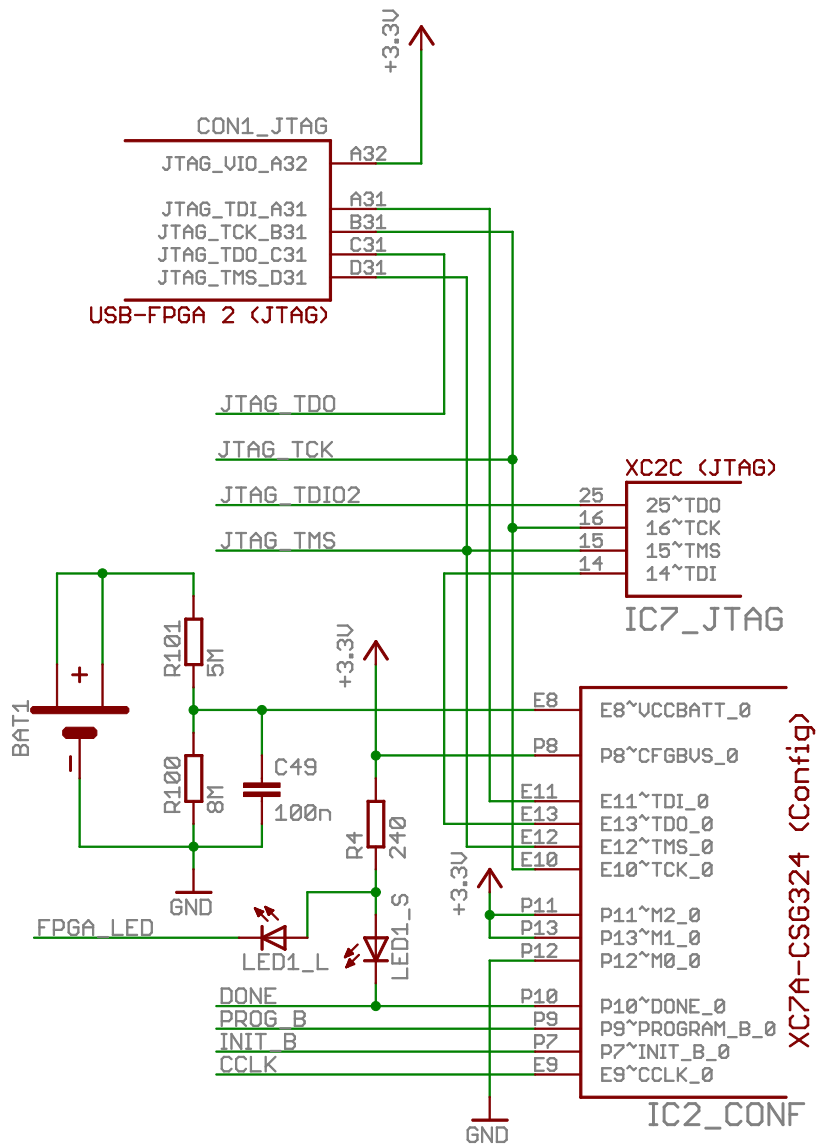 +3.3V
CON1_JTAG
JTAG_VIO_A32 A32
JTAG_TDI_A31 A31
JTAG_TCK_B31 B31
JTAG_TDO_C31 C31
JTAG_TMS_D31 D31
USB-FPGA 2 (JTAG)
JTAG_TDO
JTAG_TCK
JTAG_TDIO2
JTAG_TMS
XC2C (JTAG)
25 25~TDO
16 16~TCK
15 15~TMS
14 14~TDI
IC7_JTAG
R101
5M
+3.3V
+
BAT1
-
R100
8M
C49
100n
GND
R4
240
+3.3V
FPGA_LED
LED1_L
LED1_S
E8 E8~VCCBATT_0
P8 P8~CFGBVS_0
E11 E11~TDI_0
E13 E13~TDO_0
E12 E12~TMS_0
E10 E10~TCK_0
P11 P11~M2_0
P13 P13~M1_0
P12 P12~M0_0
DONE P10 P10~DONE_0
PROG_B P9 P9~PROGRAM_B_0
INIT_B P7 P7~INIT_B_0
CCLK E9 E9~CCLK_0
XC7A-CSG324 (Config)
IC2_CONF
GND